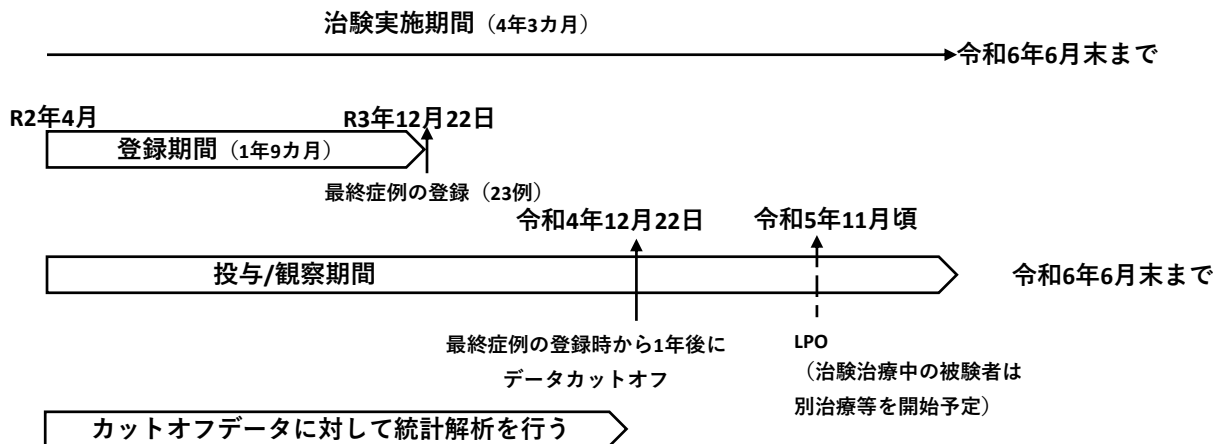 治験実施期間（4年3カ月）
令和6年6月末まで
R2年4月
R3年12月22日
登録期間（1年9カ月）
最終症例の登録（23例）
令和4年12月22日
令和5年11月頃
投与/観察期間
令和6年6月末まで
最終症例の登録時から1年後に
データカットオフ
LPO
（治験治療中の被験者は
別治療等を開始予定）
カットオフデータに対して統計解析を行う